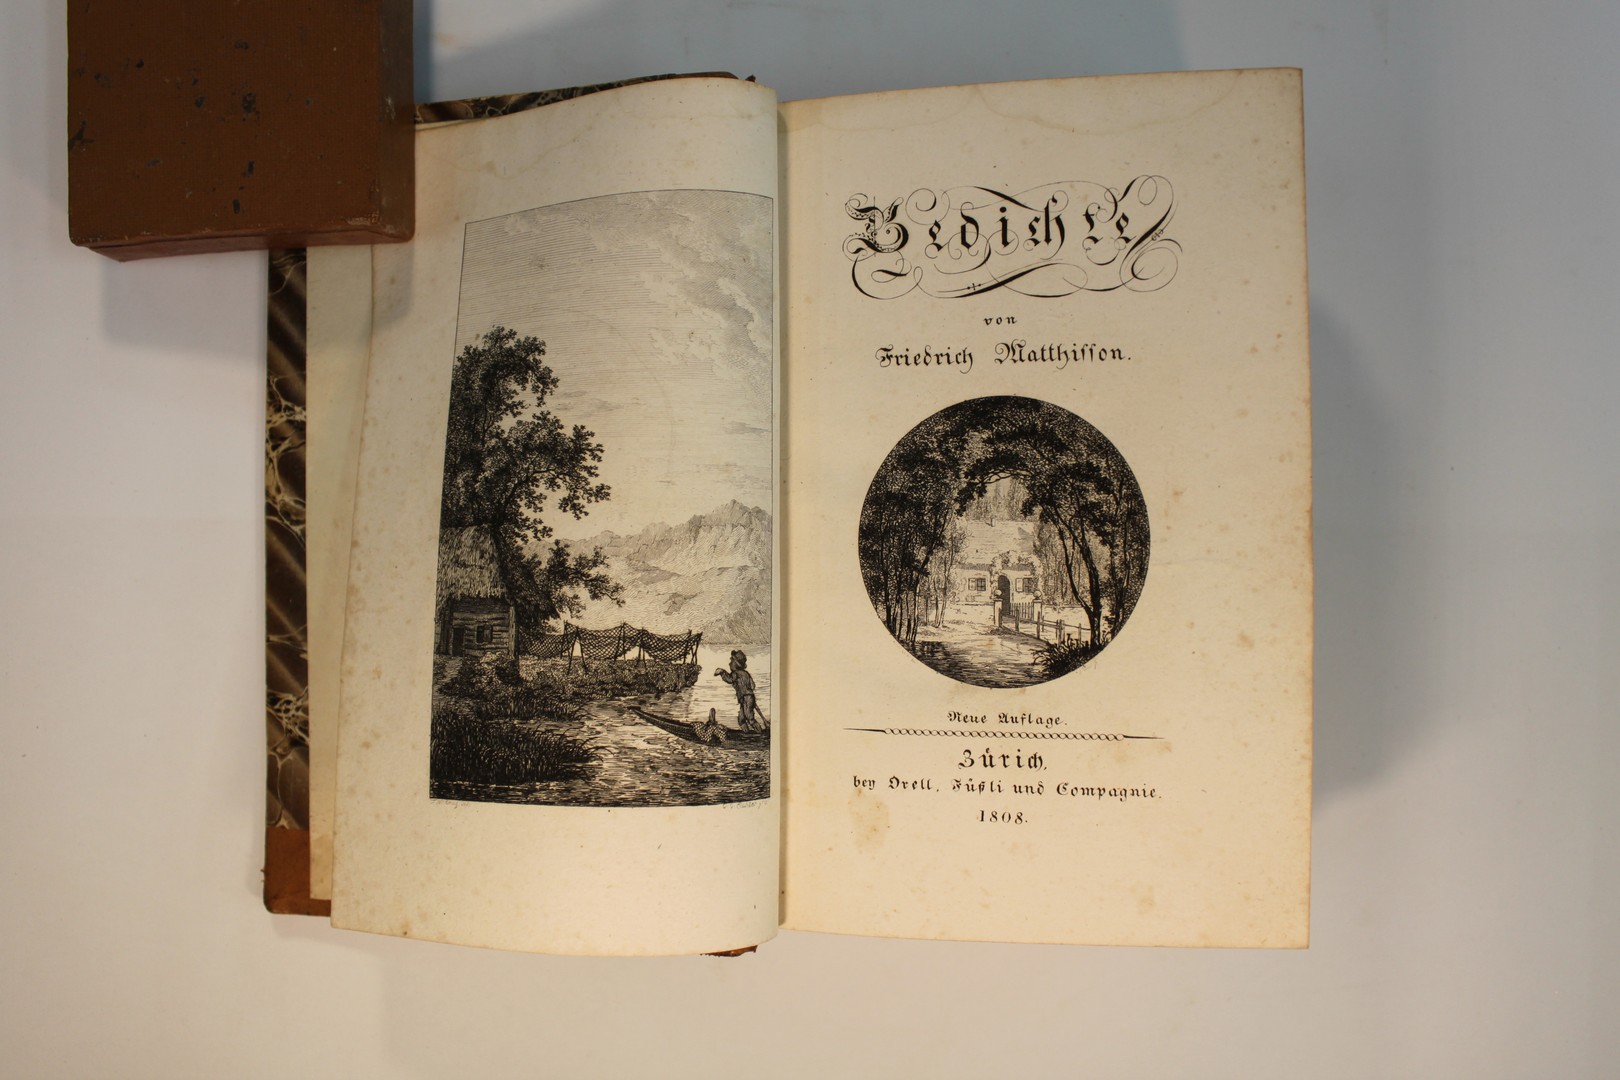 Gedichte
von
Friedrich Matthisson.
Neue Auflage.
Zürich,
bey Orell, Füßli und Compagnie.
1808.